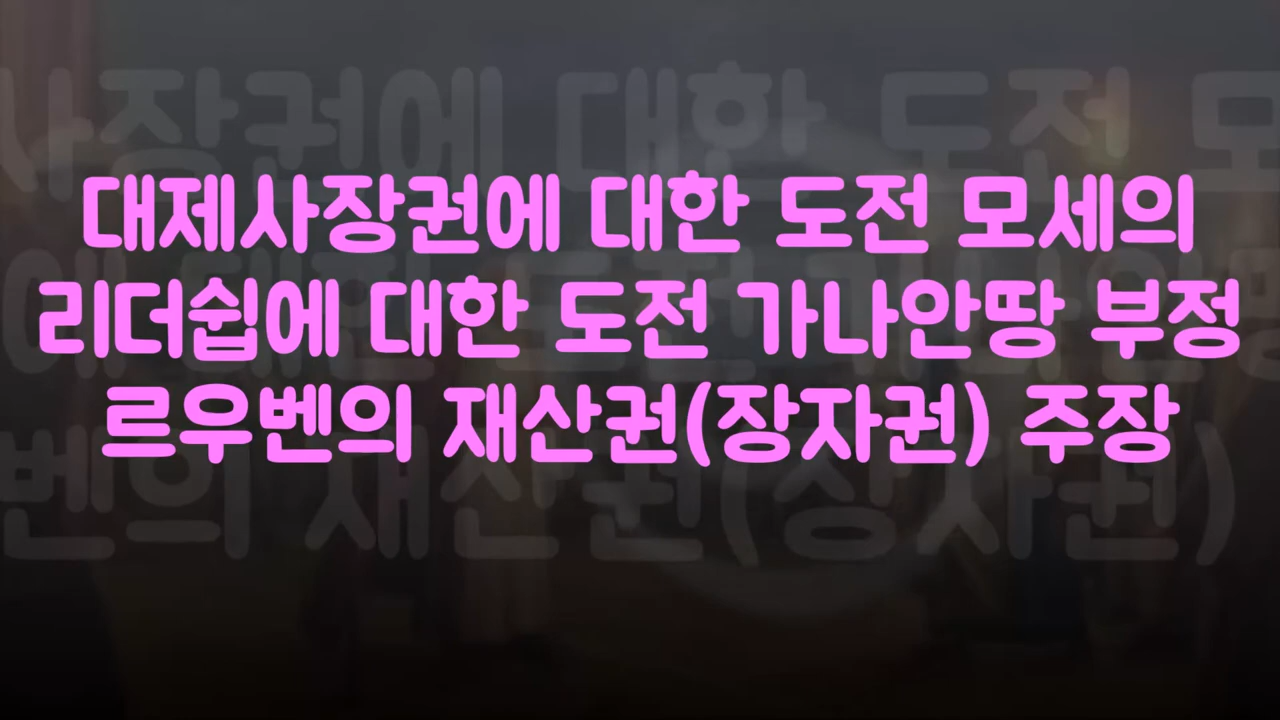 대제사장권에 대한 도전 모세의
리더쉽에 대한 도전 가나안땅 부정
르우벤의 재산권(장자권) 주장